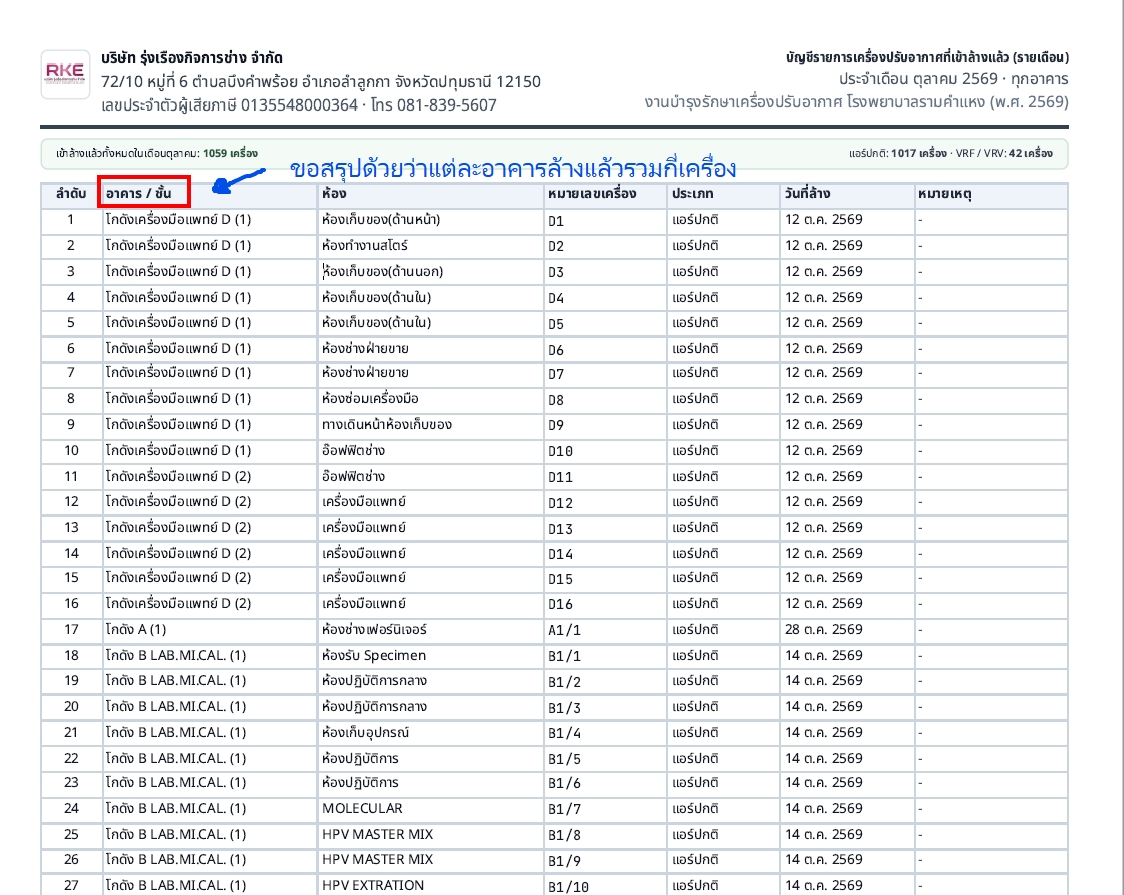 RKE
บริษัท รุ่งเรืองกิจการช่าง จำกัด
72/10 หมู่ที่ 6 ตำบลบึงคำพร้อย อำเภอลำลูกกา จังหวัดปทุมธานี 12150
เลขประจำตัวผู้เสียภาษี 0135548000364 · โทร 081-839-5607
บัญชีรายการเครื่องปรับอากาศที่เข้าล้างแล้ว (รายเดือน)
ประจำเดือน ตุลาคม 2569 · ทุกอาคาร
งานบำรุงรักษาเครื่องปรับอากาศ โรงพยาบาลรามคำแหง (พ.ศ. 2569)
เข้าล้างแล้วทั้งหมดในเดือนตุลาคม: 1059 เครื่อง
แอร์ปกติ: 1017 เครื่อง · VRF / VRV: 42 เครื่อง
ขอสรุปด้วยว่าแต่ละอาคารล้างแล้วรวมกี่เครื่อง
ลำดับ อาคาร / ชั้น ห้อง หมายเลขเครื่อง ประเภท วันที่ล้าง หมายเหตุ
1 โกดังเครื่องมือแพทย์ D (1) ห้องเก็บของ(ด้านหน้า) D1 แอร์ปกติ 12 ต.ค. 2569 -
2 โกดังเครื่องมือแพทย์ D (1) ห้องทำงานสโตร์ D2 แอร์ปกติ 12 ต.ค. 2569 -
3 โกดังเครื่องมือแพทย์ D (1) ห้องเก็บของ(ด้านนอก) D3 แอร์ปกติ 12 ต.ค. 2569 -
4 โกดังเครื่องมือแพทย์ D (1) ห้องเก็บของ(ด้านใน) D4 แอร์ปกติ 12 ต.ค. 2569 -
5 โกดังเครื่องมือแพทย์ D (1) ห้องเก็บของ(ด้านใน) D5 แอร์ปกติ 12 ต.ค. 2569 -
6 โกดังเครื่องมือแพทย์ D (1) ห้องช่างฝ่ายขาย D6 แอร์ปกติ 12 ต.ค. 2569 -
7 โกดังเครื่องมือแพทย์ D (1) ห้องช่างฝ่ายขาย D7 แอร์ปกติ 12 ต.ค. 2569 -
8 โกดังเครื่องมือแพทย์ D (1) ห้องซ่อมเครื่องมือ D8 แอร์ปกติ 12 ต.ค. 2569 -
9 โกดังเครื่องมือแพทย์ D (1) ทางเดินหน้าห้องเก็บของ D9 แอร์ปกติ 12 ต.ค. 2569 -
10 โกดังเครื่องมือแพทย์ D (1) อ๊อฟฟิตช่าง D10 แอร์ปกติ 12 ต.ค. 2569 -
11 โกดังเครื่องมือแพทย์ D (2) อ๊อฟฟิตช่าง D11 แอร์ปกติ 12 ต.ค. 2569 -
12 โกดังเครื่องมือแพทย์ D (2) เครื่องมือแพทย์ D12 แอร์ปกติ 12 ต.ค. 2569 -
13 โกดังเครื่องมือแพทย์ D (2) เครื่องมือแพทย์ D13 แอร์ปกติ 12 ต.ค. 2569 -
14 โกดังเครื่องมือแพทย์ D (2) เครื่องมือแพทย์ D14 แอร์ปกติ 12 ต.ค. 2569 -
15 โกดังเครื่องมือแพทย์ D (2) เครื่องมือแพทย์ D15 แอร์ปกติ 12 ต.ค. 2569 -
16 โกดังเครื่องมือแพทย์ D (2) เครื่องมือแพทย์ D16 แอร์ปกติ 12 ต.ค. 2569 -
17 โกดัง A (1) ห้องช่างเฟอร์นิเจอร์ A1/1 แอร์ปกติ 28 ต.ค. 2569 -
18 โกดัง B LAB.MI.CAL. (1) ห้องรับ Specimen B1/1 แอร์ปกติ 14 ต.ค. 2569 -
19 โกดัง B LAB.MI.CAL. (1) ห้องปฏิบัติการกลาง B1/2 แอร์ปกติ 14 ต.ค. 2569 -
20 โกดัง B LAB.MI.CAL. (1) ห้องปฏิบัติการกลาง B1/3 แอร์ปกติ 14 ต.ค. 2569 -
21 โกดัง B LAB.MI.CAL. (1) ห้องเก็บอุปกรณ์ B1/4 แอร์ปกติ 14 ต.ค. 2569 -
22 โกดัง B LAB.MI.CAL. (1) ห้องปฏิบัติการ B1/5 แอร์ปกติ 14 ต.ค. 2569 -
23 โกดัง B LAB.MI.CAL. (1) ห้องปฏิบัติการ B1/6 แอร์ปกติ 14 ต.ค. 2569 -
24 โกดัง B LAB.MI.CAL. (1) MOLECULAR B1/7 แอร์ปกติ 14 ต.ค. 2569 -
25 โกดัง B LAB.MI.CAL. (1) HPV MASTER MIX B1/8 แอร์ปกติ 14 ต.ค. 2569 -
26 โกดัง B LAB.MI.CAL. (1) HPV MASTER MIX B1/9 แอร์ปกติ 14 ต.ค. 2569 -
27 โกดัง B LAB.MI.CAL. (1) HPV EXTRATION B1/10 แอร์ปกติ 14 ต.ค. 2569 -